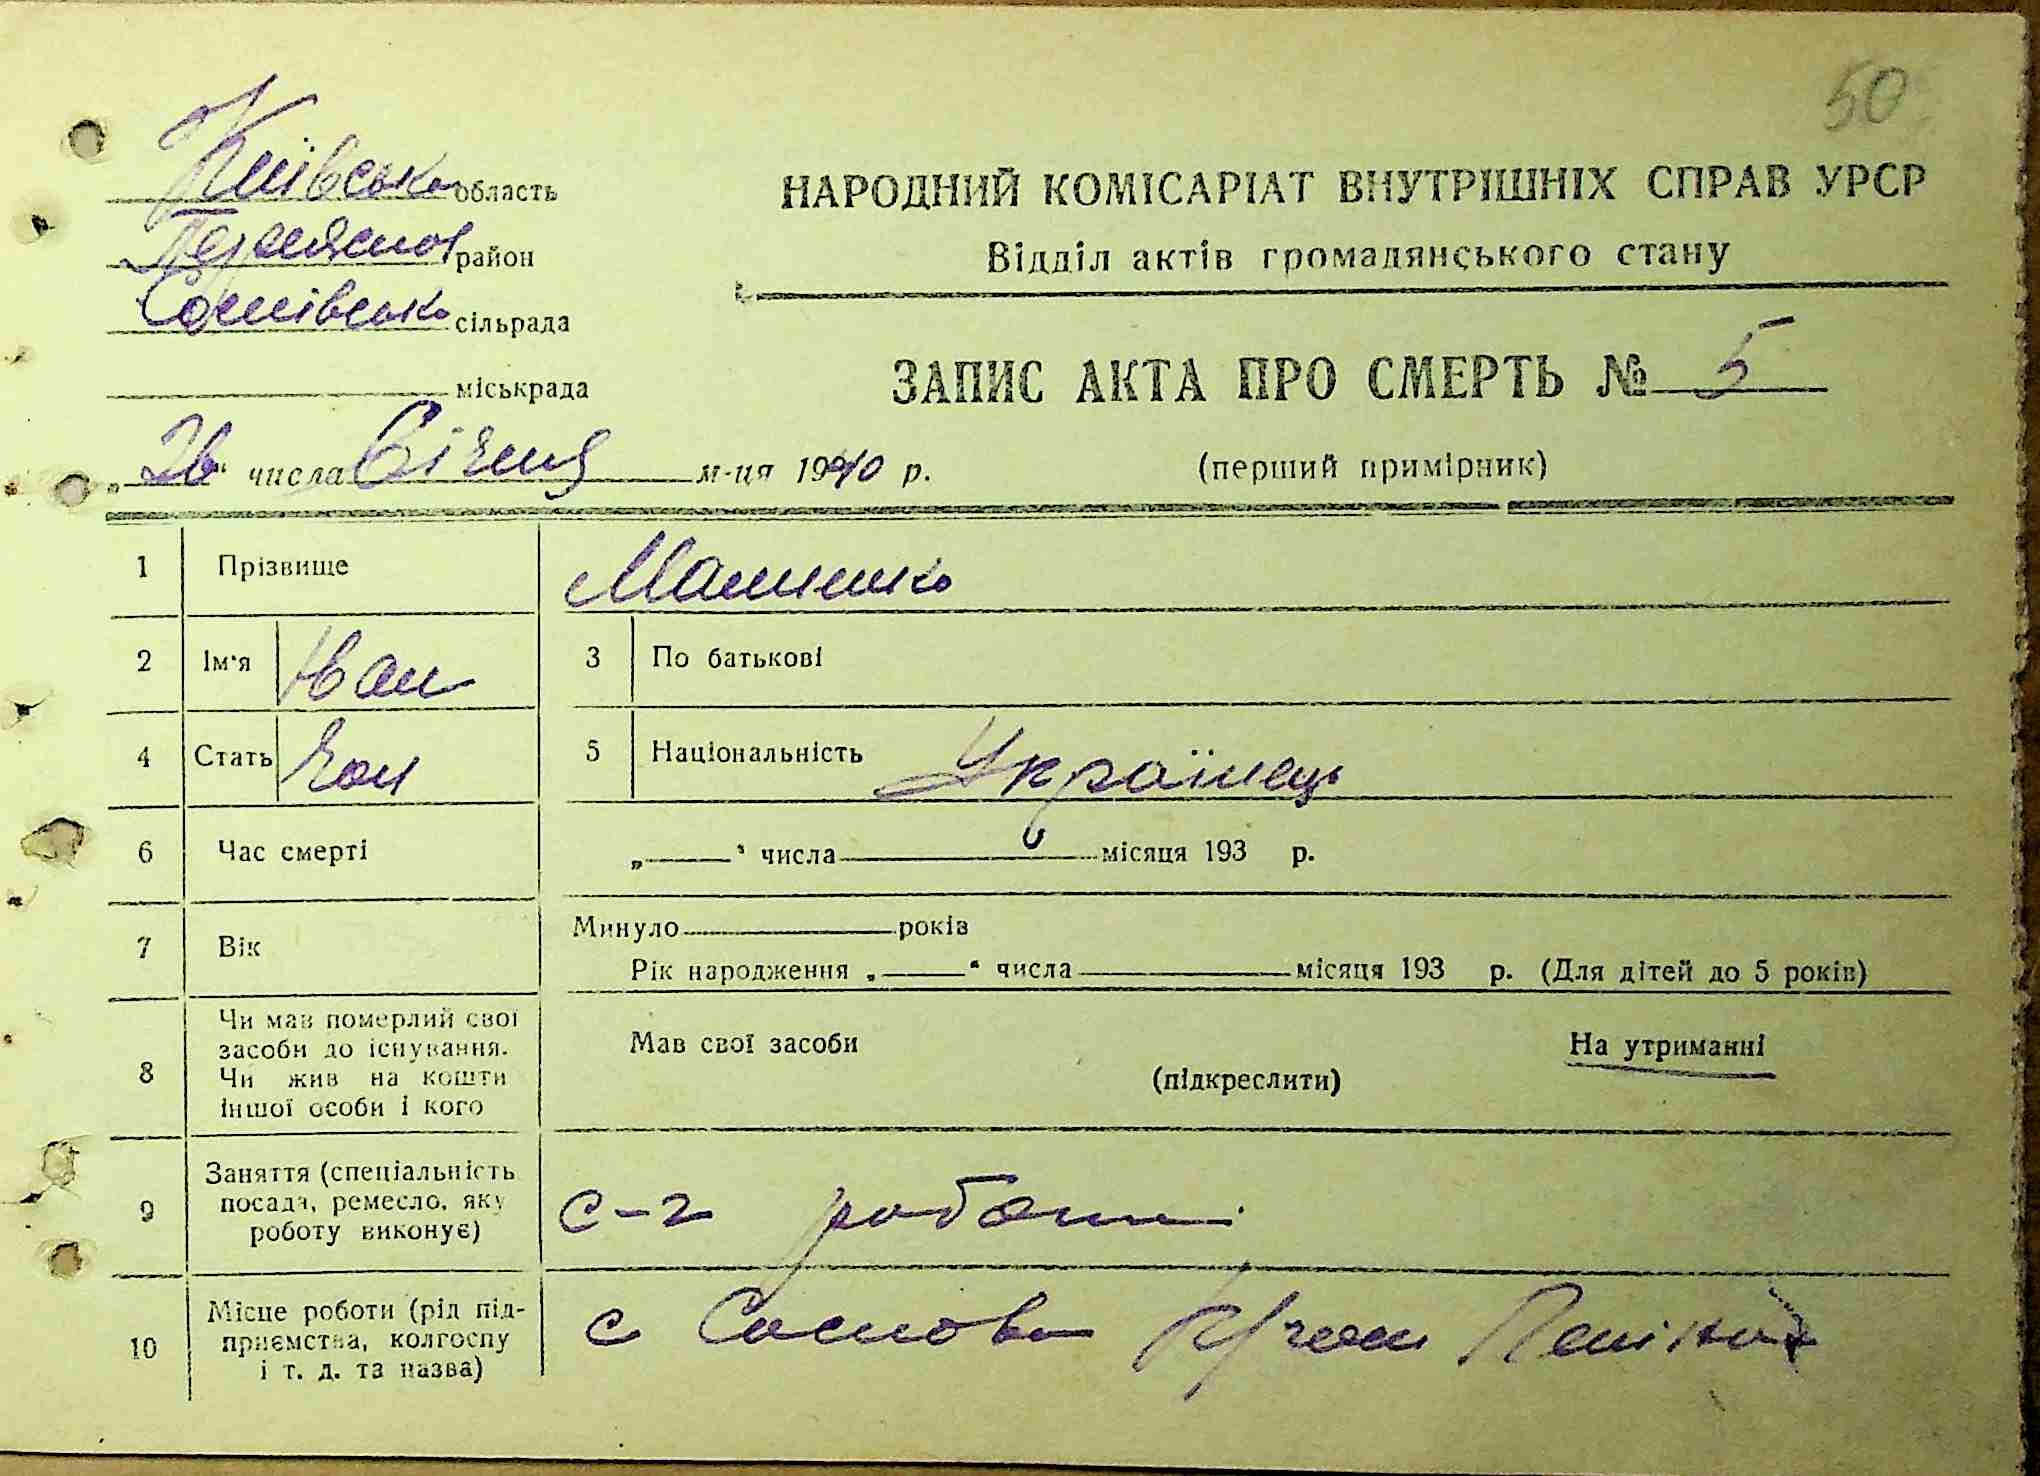 50
Київська область
НАРОДНИЙ КОМІСАРІАТ ВНУТРІШНІХ СПРАВ УРСР
район
Відділ актів громадянського стану
сільрада
міськрада
ЗАПИС АКТА ПРО СМЕРТЬ № 5
„26“ числа Січня м-ця 1940 р.
(перший примірник)
1 Прізвище
2 Ім'я Іван 3 По батькові
4 Стать Чол 5 Національність Українець
6 Час смерті „ “ числа місяця 193 р.
7 Вік Минуло років
Рік народження „ “ числа місяця 193 р. (Для дітей до 5 років)
8 Чи мав померлий свої
засоби до існування.
Чи жив на кошти
іншої особи і кого
Мав свої засоби На утриманні
(підкреслити)
9 Заняття (спеціальність
посада, ремесло, яку
роботу виконує)
с-г
10 Місце роботи (рід під-
приємства, колгоспу
і т. д. та назва)
с Соснова